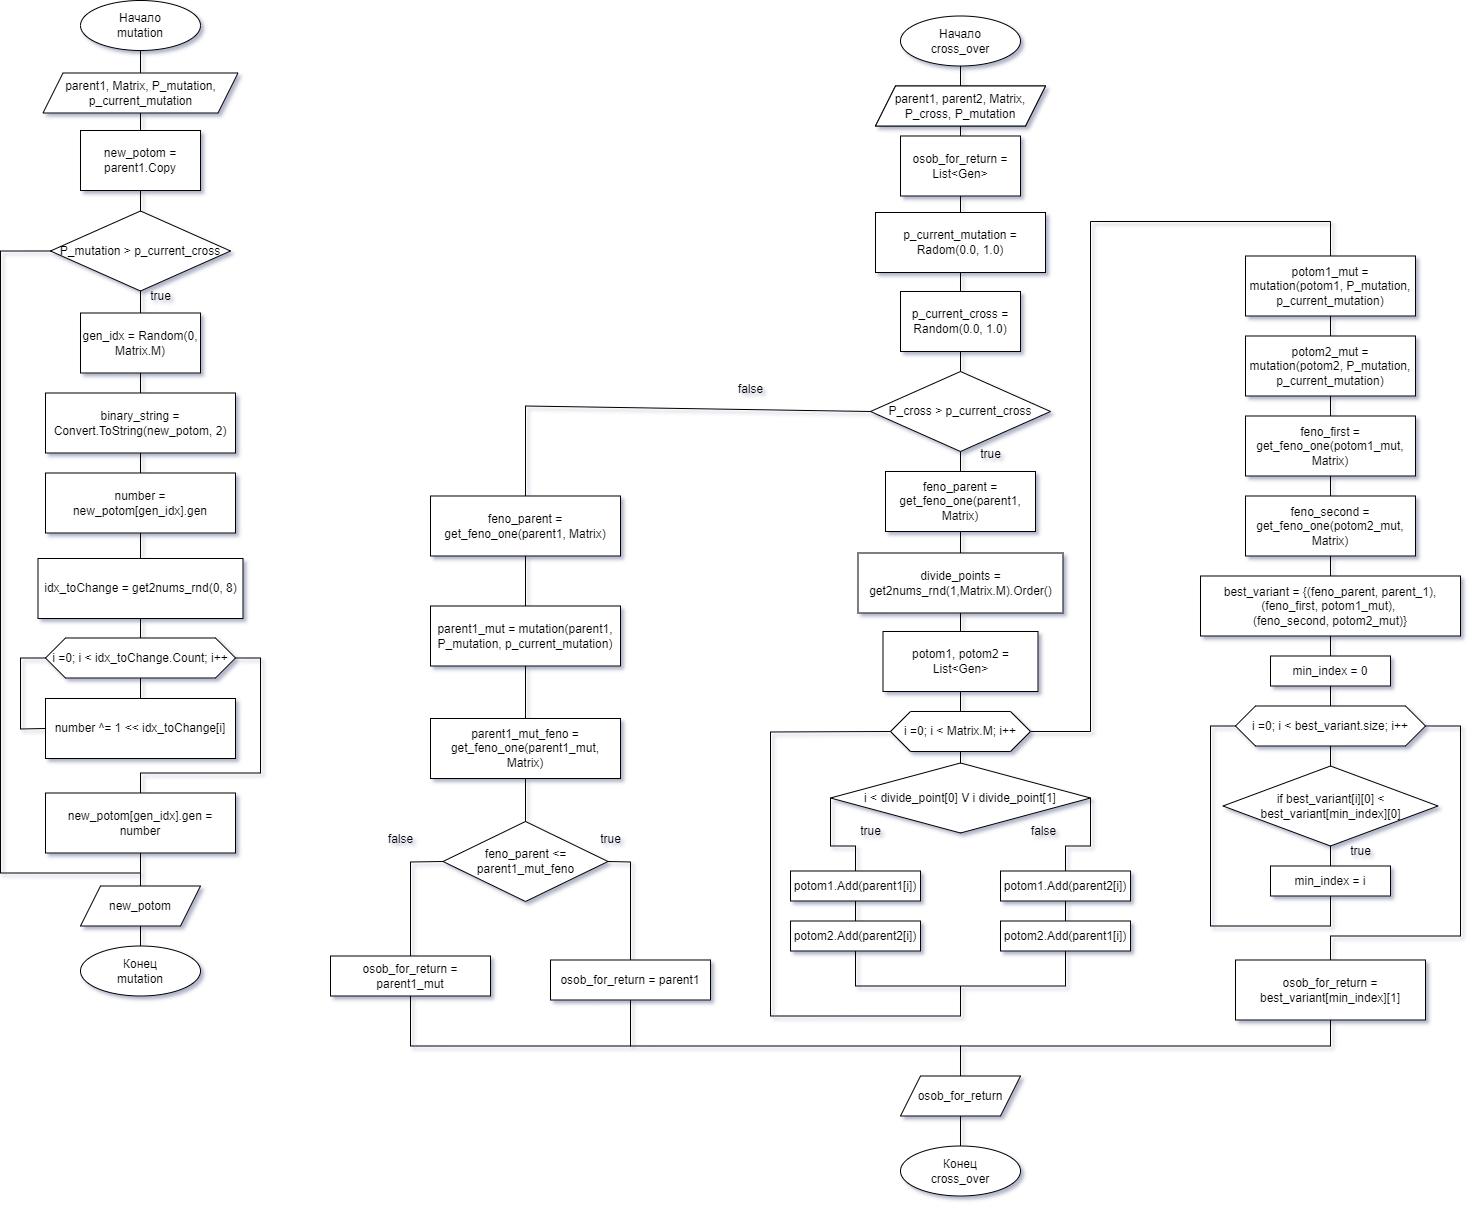 Начало
mutation
parent1, Matrix, P_mutation,
p_current_mutation
new_potom =
parent1.Copy
P_mutation > p_current_cross
true
gen_idx = Random(0,
Matrix.M)
binary_string =
Convert.ToString(new_potom, 2)
number =
new_potom[gen_idx].gen
idx_toChange = get2nums_rnd(0, 8)
i =0; i < idx_toChange.Count; i++
number ^= 1 << idx_toChange[i]
new_potom[gen_idx].gen =
number
new_potom
Конец
mutation
Начало
cross_over
parent1, parent2, Matrix,
P_cross, P_mutation
osob_for_return =
List<Gen>
p_current_mutation =
Radom(0.0, 1.0)
p_current_cross =
Random(0.0, 1.0)
P_cross > p_current_cross
false
feno_parent =
get_feno_one(parent1, Matrix)
parent1_mut = mutation(parent1,
P_mutation, p_current_mutation)
parent1_mut_feno =
get_feno_one(parent1_mut,
Matrix)
feno_parent <=
parent1_mut_feno
false
true
osob_for_return =
parent1_mut
osob_for_return = parent1
true
feno_parent =
get_feno_one(parent1,
Matrix)
divide_points =
get2nums_rnd(1,Matrix.M).Order()
potom1, potom2 =
List<Gen>
i =0; i < Matrix.M; i++
i < divide_point[0] V i divide_point[1]
true
false
potom1.Add(parent1[i])
potom2.Add(parent2[i])
potom1.Add(parent2[i])
potom2.Add(parent1[i])
potom1_mut =
mutation(potom1, P_mutation,
p_current_mutation)
potom2_mut =
mutation(potom2, P_mutation,
p_current_mutation)
feno_first =
get_feno_one(potom1_mut,
Matrix)
feno_second =
get_feno_one(potom2_mut,
Matrix)
best_variant = {(feno_parent, parent_1),
(feno_first, potom1_mut),
(feno_second, potom2_mut)}
min_index = 0
i =0; i < best_variant.size; i++
if best_variant[i][0] <
best_variant[min_index][0]
true
min_index = i
osob_for_return =
best_variant[min_index][1]
osob_for_return
Конец
cross_over